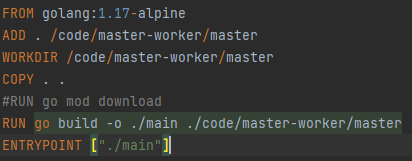 FROM golang:1.17-alpine
ADD . /code/master-worker/master
WORKDIR /code/master-worker/master
COPY . .
#RUN go mod download
RUN go build -o ./main ./code/master-worker/master
ENTRYPOINT ["./main"]